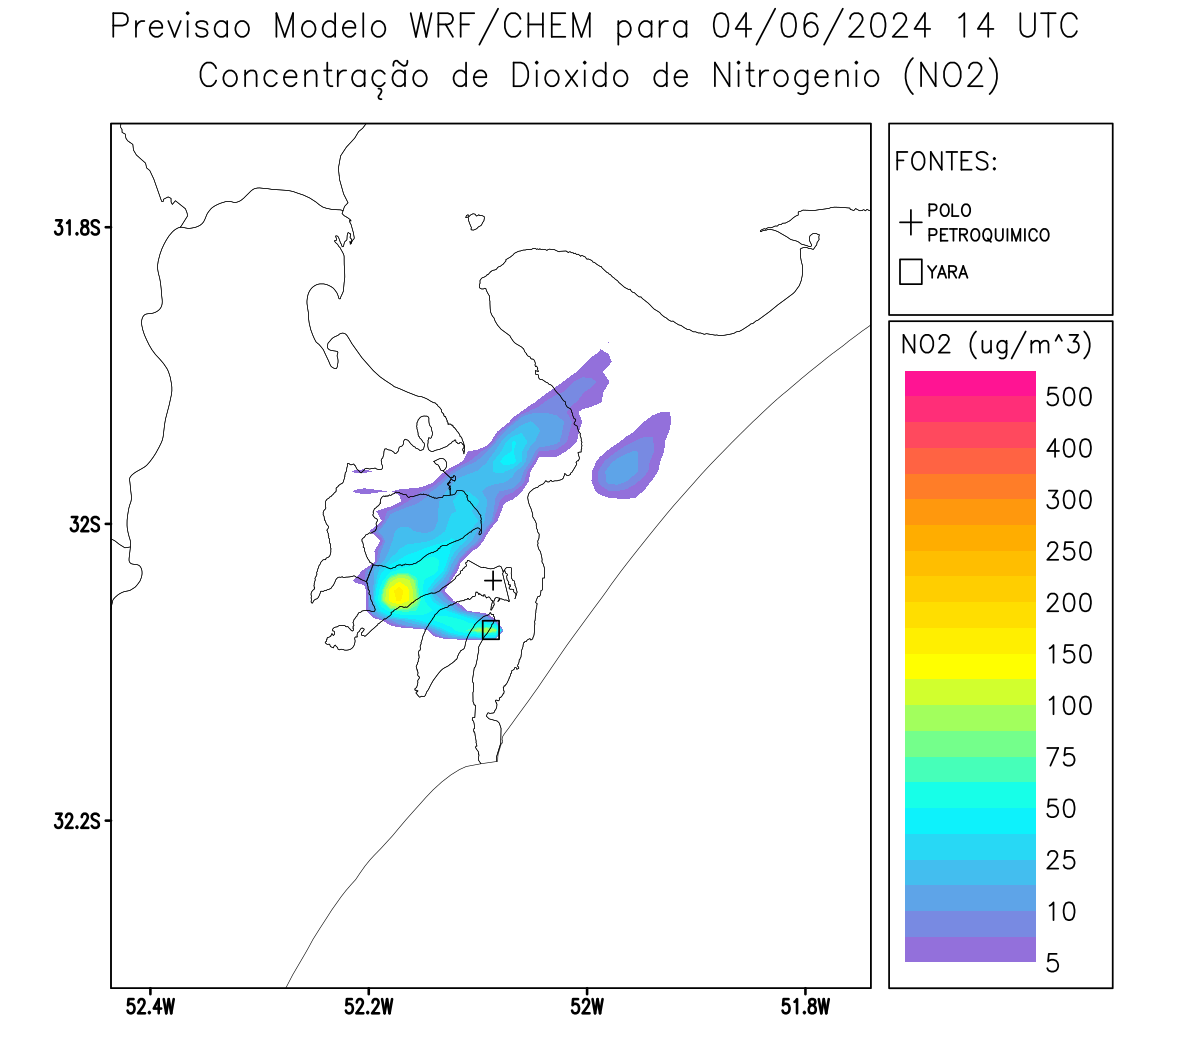 Previsao Modelo WRF/CHEM para 04/06/2024 14 UTC
Concentração de Dioxido de Nitrogenio (NO2)
FONTES:
POLO
PETROQUIMICO
YARA
NO2 (ug/m^3)
500
400
300
250
200
150
100
75
50
25
10
5
31.8S
32S
32.2S
52.4W
52.2W
52W
51.8W